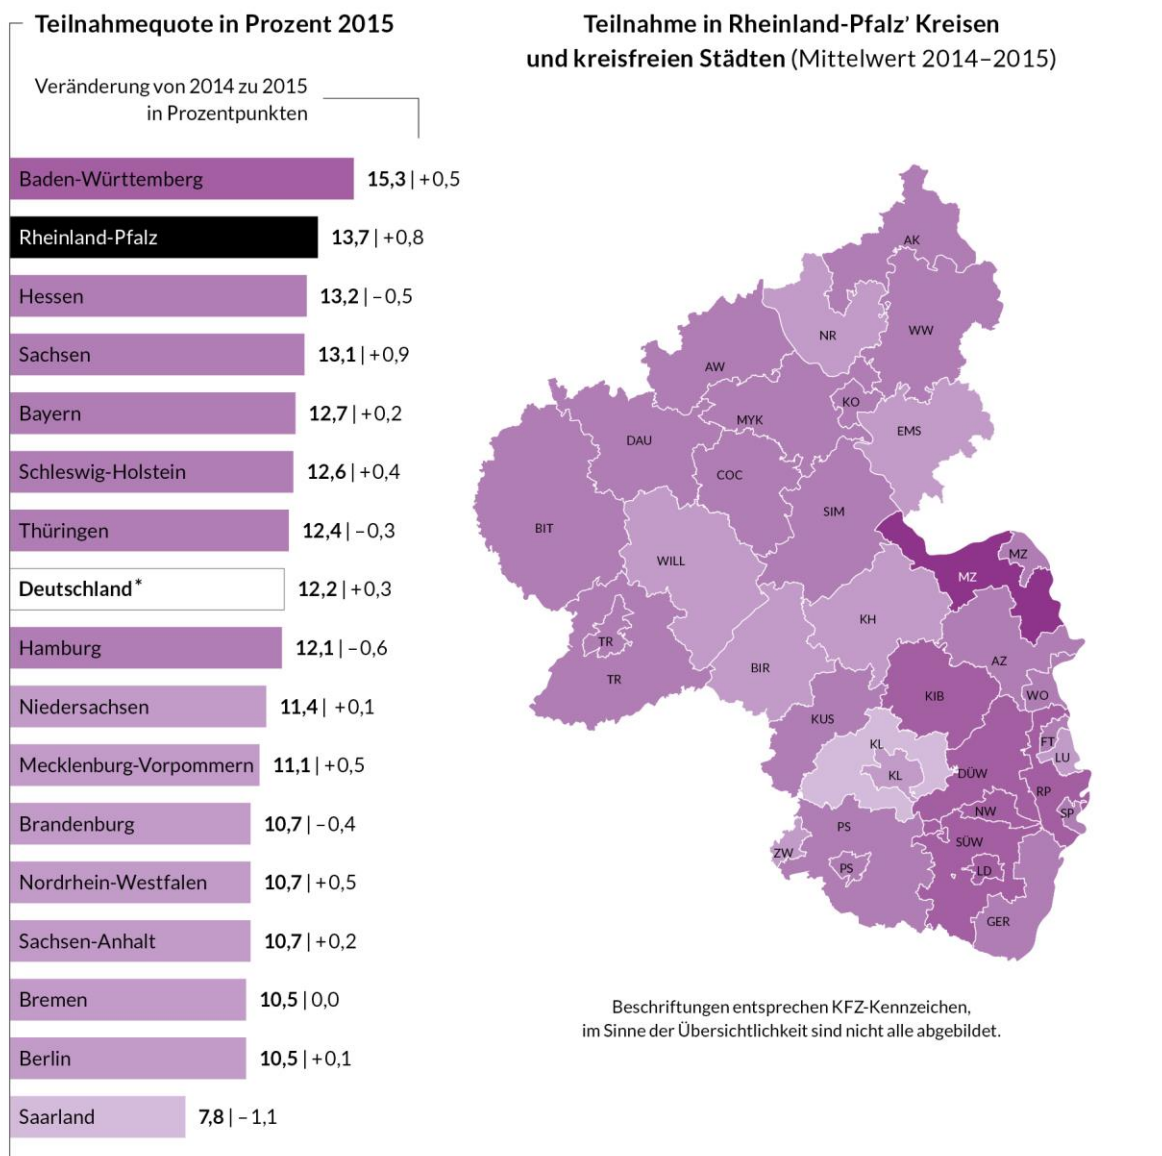 Teilnahmequote in Prozent 2015
Veränderung von 2014 zu 2015
in Prozentpunkten
Baden-Württemberg 15,3 | +0,5
Rheinland-Pfalz 13,7 | +0,8
Hessen 13,2 | –0,5
Sachsen 13,1 | +0,9
Bayern 12,7 | +0,2
Schleswig-Holstein 12,6 | +0,4
Thüringen 12,4 | –0,3
Deutschland* 12,2 | +0,3
Hamburg 12,1 | –0,6
Niedersachsen 11,4 | +0,1
Mecklenburg-Vorpommern 11,1 | +0,5
Brandenburg 10,7 | –0,4
Nordrhein-Westfalen 10,7 | +0,5
Sachsen-Anhalt 10,7 | +0,2
Bremen 10,5 | 0,0
Berlin 10,5 | +0,1
Saarland 7,8 | –1,1
Teilnahme in Rheinland-Pfalz’ Kreisen
und kreisfreien Städten (Mittelwert 2014–2015)
AK
NR
WW
AW
KO
MYK
EMS
DAU
COC
SIM
BIT
MZ
WILL
MZ
KH
TR
AZ
BIR
TR
KIB
WO
KUS
FT
KL
LU
DÜW
KL
RP
NW
SP
PS
SÜW
ZW
PS
LD
GER
Beschriftungen entsprechen KFZ-Kennzeichen,
im Sinne der Übersichtlichkeit sind nicht alle abgebildet.